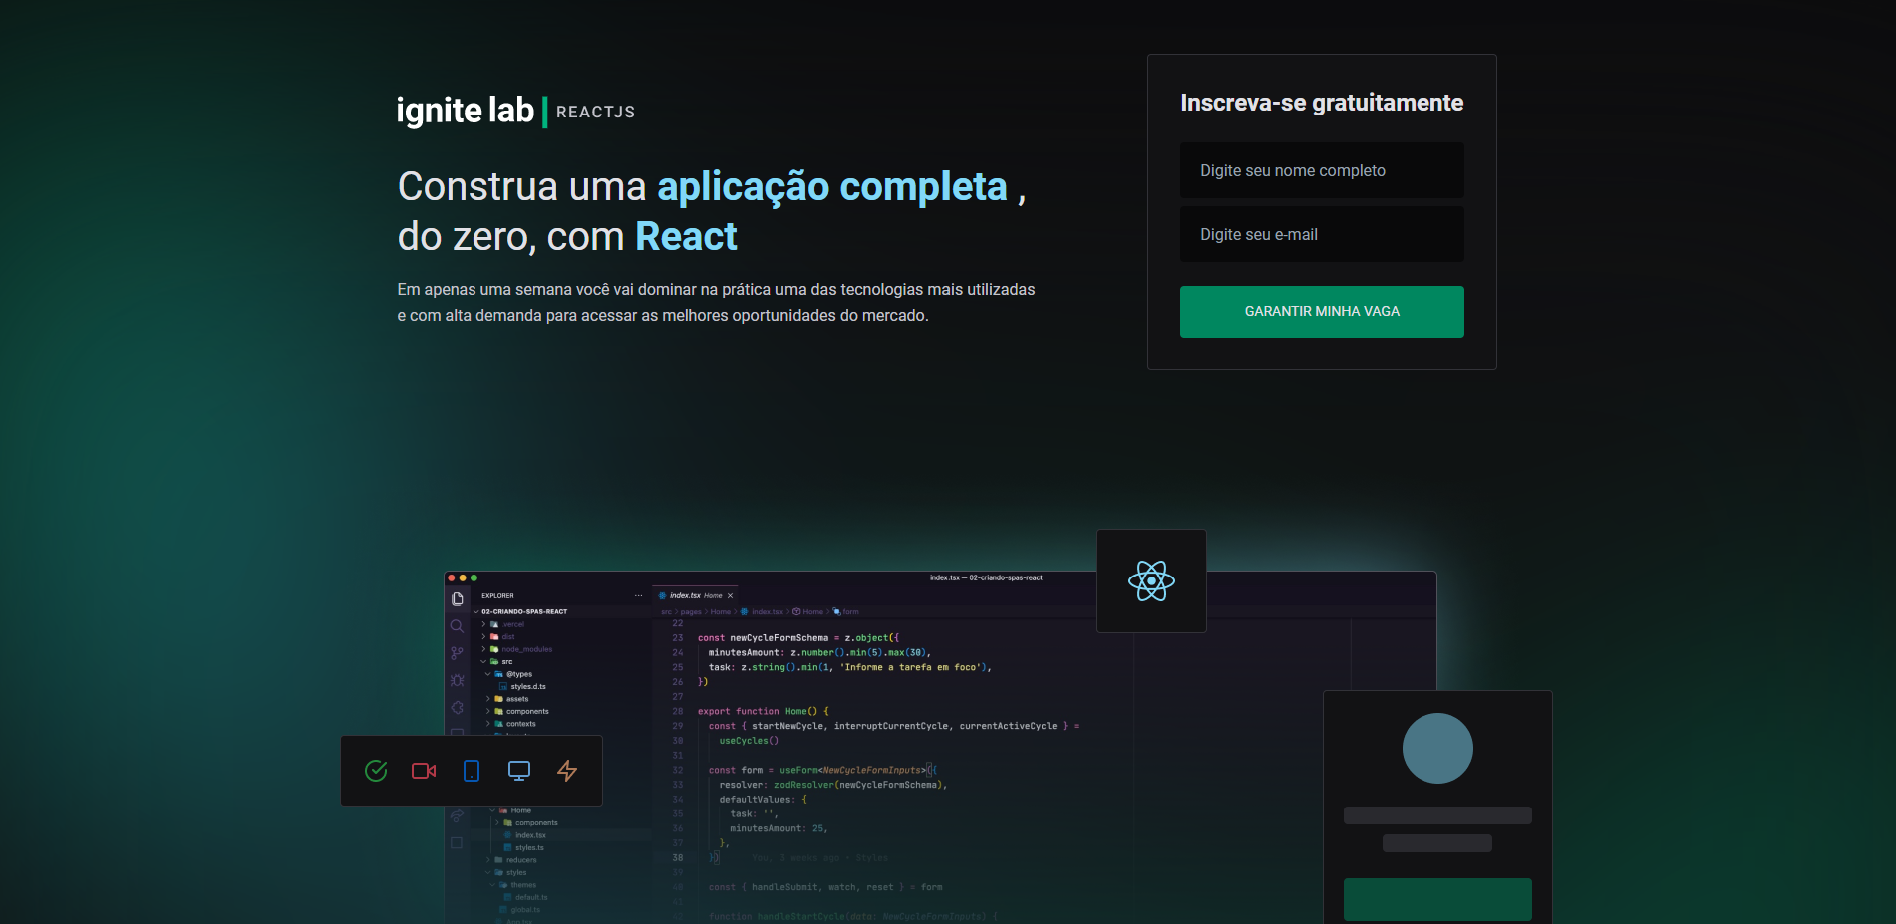 ignite lab | REACTJS
Construa uma aplicação completa ,
do zero, com React
Em apenas uma semana você vai dominar na prática uma das tecnologias mais utilizadas
e com alta demanda para acessar as melhores oportunidades do mercado.
Inscreva-se gratuitamente
Digite seu nome completo
Digite seu e-mail
GARANTIR MINHA VAGA
index.tsx — 02-criando-spas-react
EXPLORER
02-CRIANDO-SPAS-REACT
.vercel
dist
node_modules
src
@types
styles.d.ts
assets
components
contexts
Home
components
index.tsx
styles.ts
reducers
styles
themes
default.ts
global.ts
App.tsx
index.tsx Home
src > pages > Home > index.tsx > Home > form
22
23 const newCycleFormSchema = z.object({
24 minutesAmount: z.number().min(5).max(30),
25 task: z.string().min(1, 'Informe a tarefa em foco'),
26 })
27
28 export function Home() {
29 const { startNewCycle, interruptCurrentCycle, currentActiveCycle } =
30 useCycles()
31
32 const form = useForm<NewCycleFormInputs>({
33 resolver: zodResolver(newCycleFormSchema),
34 defaultValues: {
35 task: '',
36 minutesAmount: 25,
37 },
38 }) You, 3 weeks ago • Styles
39
40 const { handleSubmit, watch, reset } = form
41
42 function handleStartCycle(data: NewCycleFormInputs) {